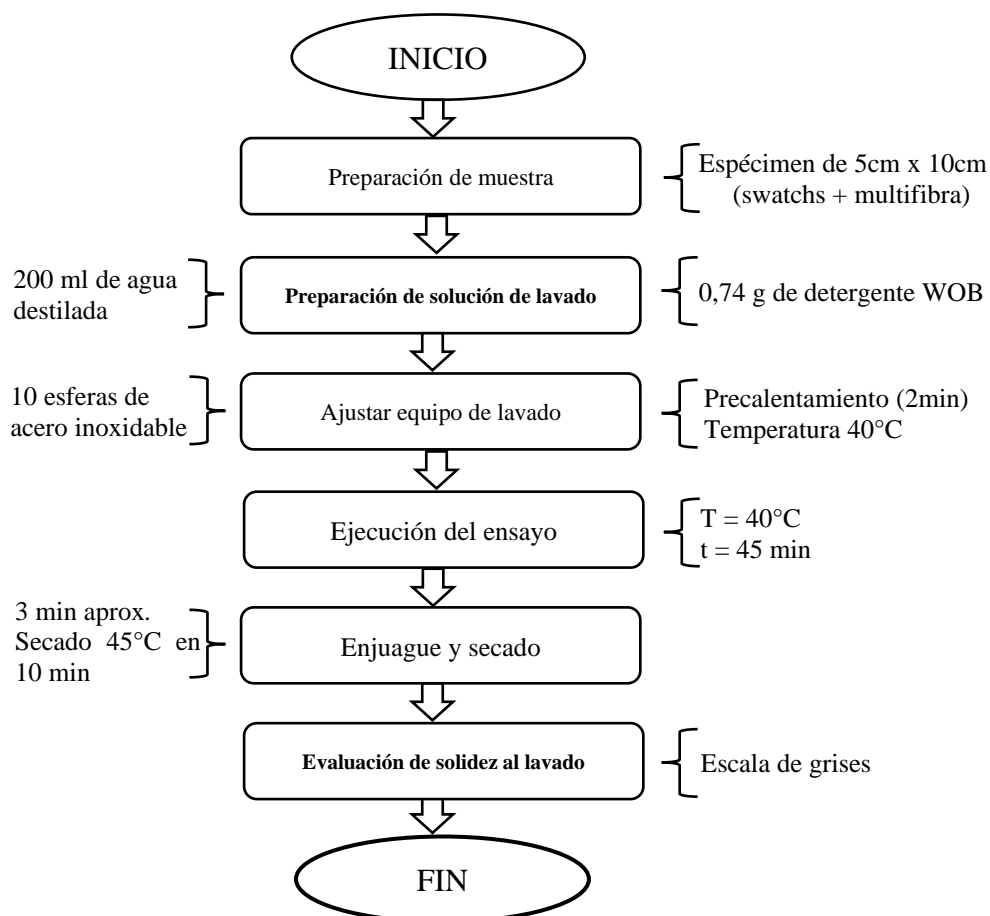 INICIO
Preparación de muestra
Espécimen de 5cm x 10cm
(swatchs + multifibra)
200 ml de agua
destilada
Preparación de solución de lavado
0,74 g de detergente WOB
10 esferas de
acero inoxidable
Ajustar equipo de lavado
Precalentamiento (2min)
Temperatura 40°C
Ejecución del ensayo
T = 40°C
t = 45 min
3 min aprox.
Secado 45°C en
10 min
Enjuague y secado
Evaluación de solidez al lavado
Escala de grises
FIN